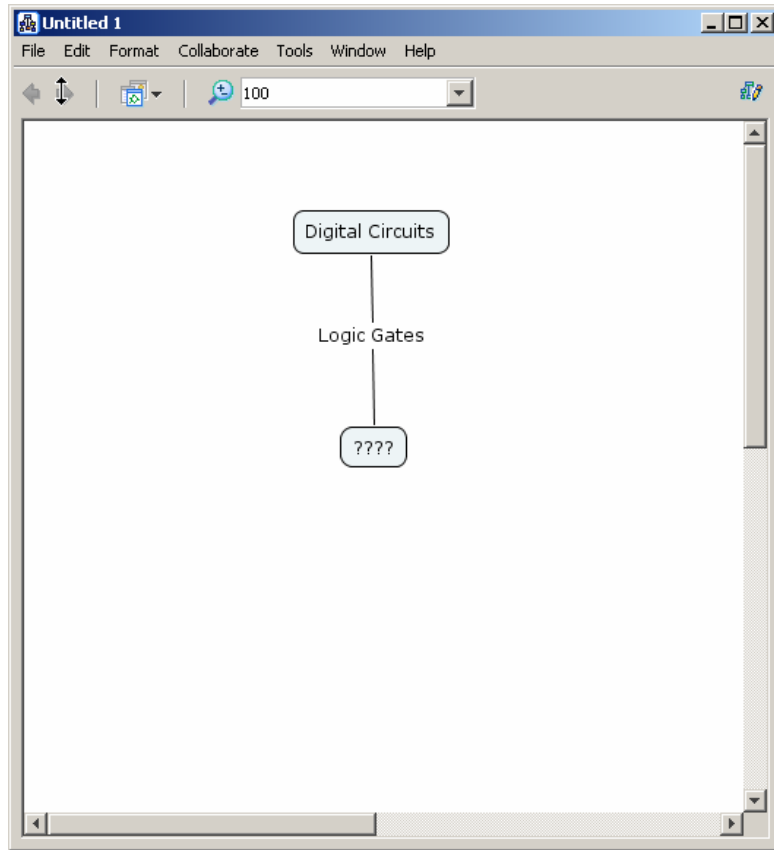 Untitled 1
File Edit Format Collaborate Tools Window Help
100
Digital Circuits
Logic Gates
????